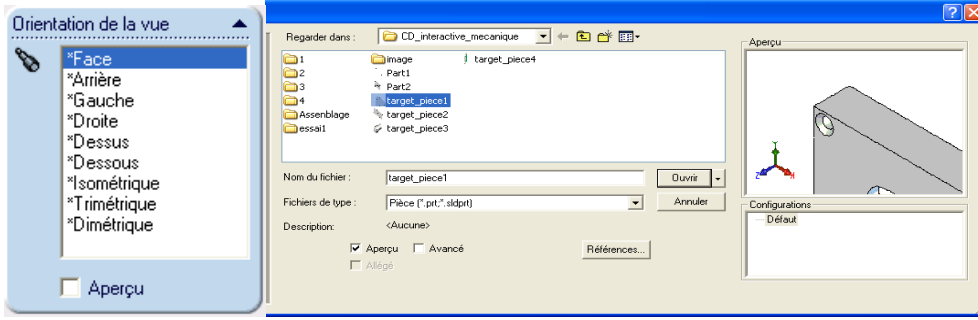 Orientation de la vue
*Face
*Arrière
*Gauche
*Droite
*Dessus
*Dessous
*Isométrique
*Trimétrique
*Dimétrique
Aperçu
Regarder dans : CD_interactive_mecanique
1
2
3
4
Assemblage
essai1
image
Part1
Part2
target_piece1
target_piece2
target_piece3
target_piece4
Nom du fichier : target_piece1 Ouvrir
Fichiers de type : Pièce (*.prt;*.sldprt) Annuler
Description: <Aucune>
Aperçu Avancé Références...
Allégé
Aperçu
Configurations
Défaut